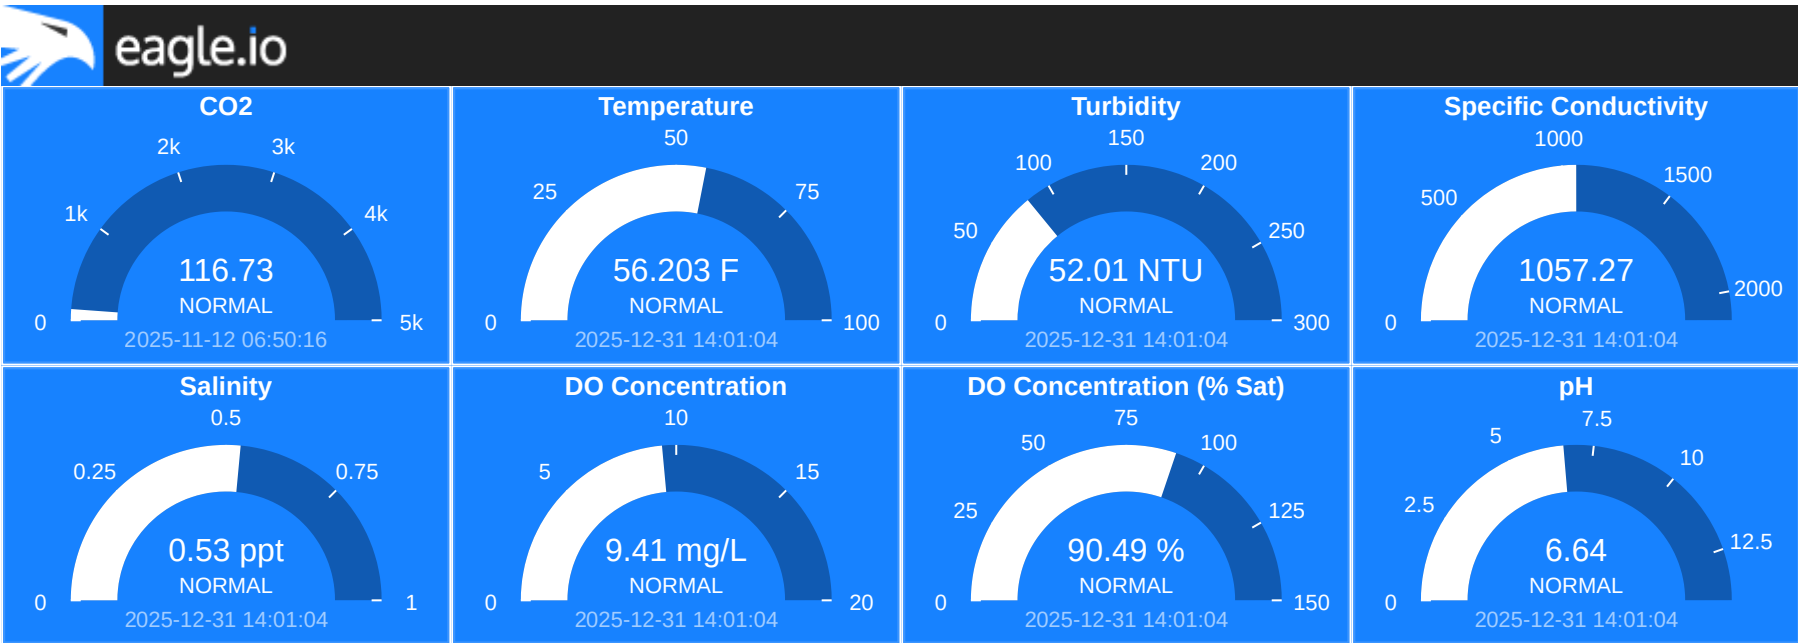 eagle.io
CO2
0
1k
2k
3k
4k
5k
116.73
NORMAL
2025-11-12 06:50:16
Temperature
0
25
50
75
100
56.203 F
NORMAL
2025-12-31 14:01:04
Turbidity
0
50
100
150
200
250
300
52.01 NTU
NORMAL
2025-12-31 14:01:04
Specific Conductivity
0
500
1000
1500
2000
1057.27
NORMAL
2025-12-31 14:01:04
Salinity
0
0.25
0.5
0.75
1
0.53 ppt
NORMAL
2025-12-31 14:01:04
DO Concentration
0
5
10
15
20
9.41 mg/L
NORMAL
2025-12-31 14:01:04
DO Concentration (% Sat)
0
25
50
75
100
125
150
90.49 %
NORMAL
2025-12-31 14:01:04
pH
0
2.5
5
7.5
10
12.5
6.64
NORMAL
2025-12-31 14:01:04